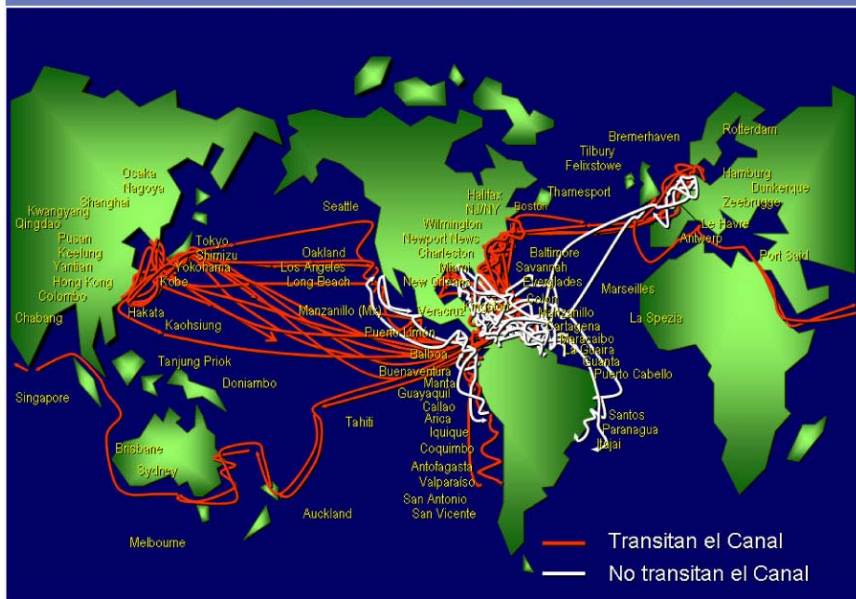 Bremerhaven
Rotterdam
Tilbury
Felixstowe
Osaka
Nagoya
Hamburg
Dunkerque
Thamesport
Halifax
Zeebrugge
Shanghai
Kwangyang
Seattle
NJ/NY
Boston
Qingdao
Wilmington
Le Havre
Pusan
Tokyo
Newport News
Antwerp
Keelung
Shimizu
Oakland
Charleston
Baltimore
Port Said
Yantian
Yokohama
Los Angeles
Miami
Savannah
Hong Kong
Kobe
Long Beach
New Orleans
Everglades
Marseilles
Colombo
Colon
Chabang
Hakata
Manzanillo (Mx)
Veracruz
Kingston
Manzanillo
La Spezia
Kaohsiung
Puerto Limon
Cartagena
Maracaibo
Balboa
La Guaira
Tanjung Priok
Guanta
Buenaventura
Puerto Cabello
Doniambo
Manta
Singapore
Guayaquil
Callao
Tahiti
Arica
Santos
Iquique
Paranagua
Brisbane
Coquimbo
Itajai
Sydney
Antofagasta
Valparaíso
San Antonio
Auckland
San Vicente
Melbourne
Transitan el Canal
No transitan el Canal